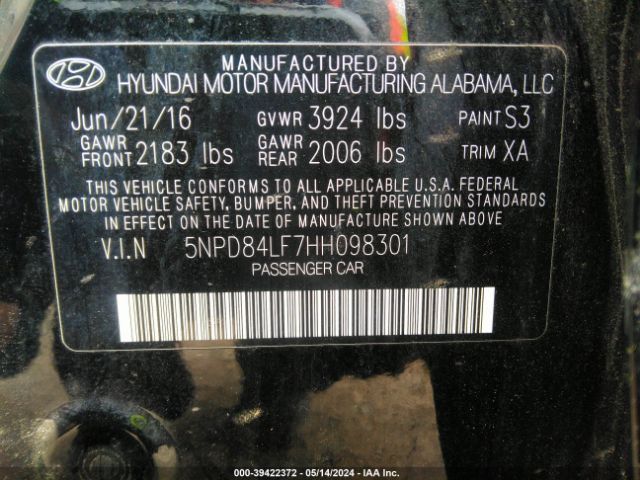 MANUFACTURED BY
HYUNDAI MOTOR MANUFACTURING ALABAMA, LLC
Jun/21/16 GVWR 3924 lbs PAINT S3
GAWR FRONT 2183 lbs GAWR REAR 2006 lbs TRIM XA
THIS VEHICLE CONFORMS TO ALL APPLICABLE U.S.A. FEDERAL
MOTOR VEHICLE SAFETY, BUMPER, AND THEFT PREVENTION STANDARDS
IN EFFECT ON THE DATE OF MANUFACTURE SHOWN ABOVE.
V.I.N 5NPD84LF7HH098301
PASSENGER CAR
000-39422372 - 05/14/2024 - IAA Inc.